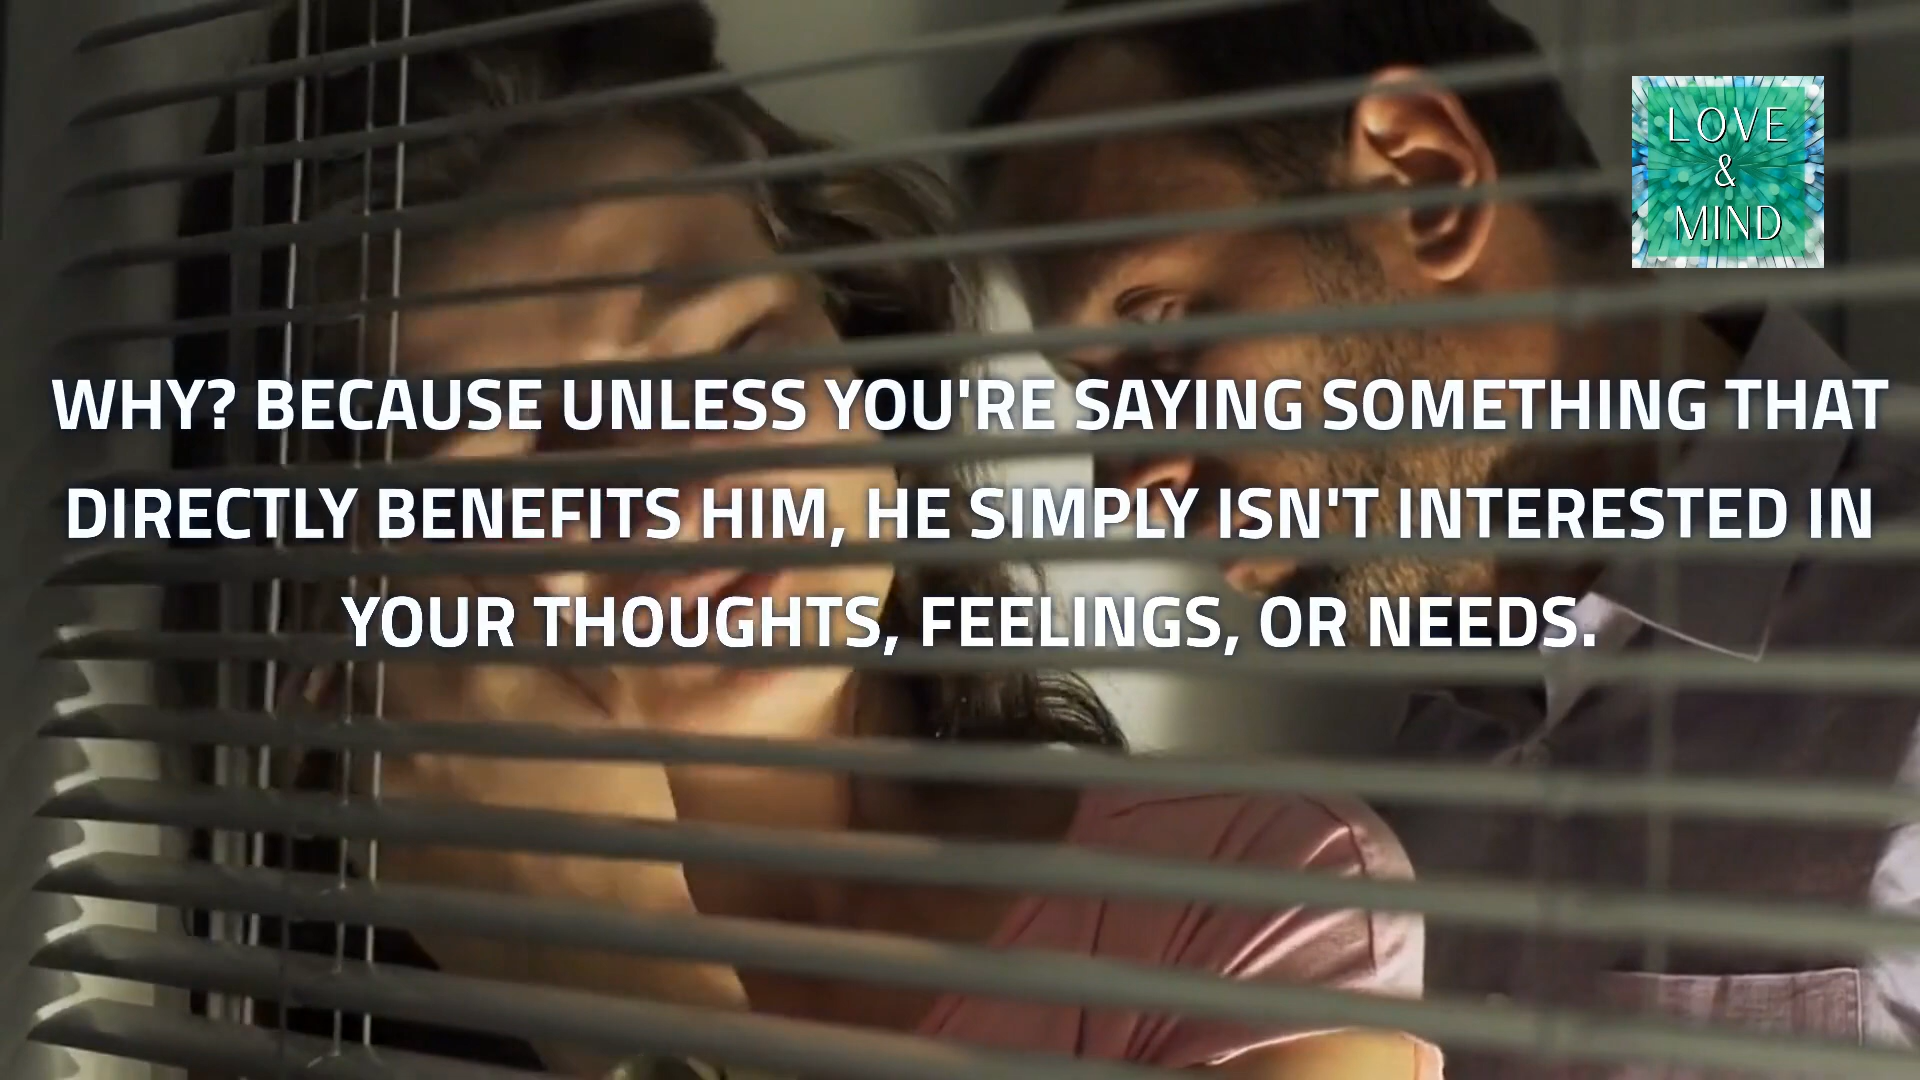 LOVE
&
MIND
WHY? BECAUSE UNLESS YOU'RE SAYING SOMETHING THAT
DIRECTLY BENEFITS HIM, HE SIMPLY ISN'T INTERESTED IN
YOUR THOUGHTS, FEELINGS, OR NEEDS.